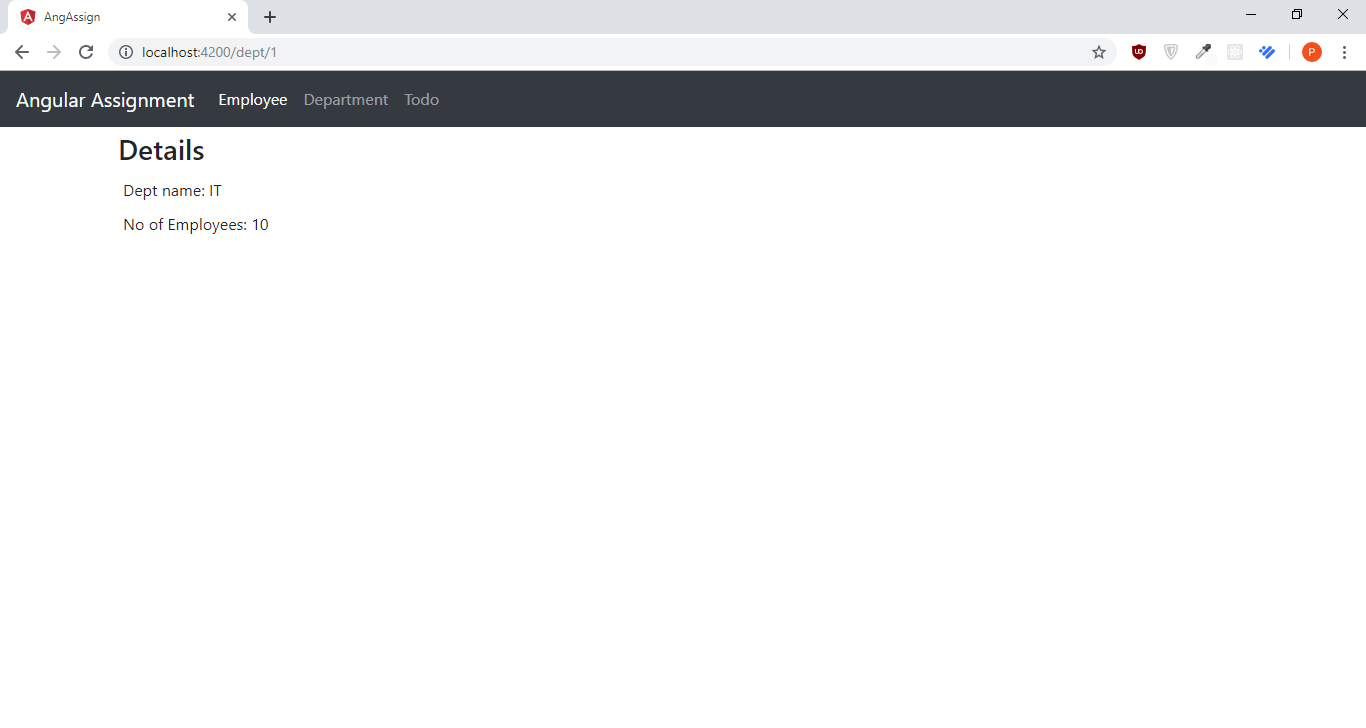 AngAssign
localhost:4200/dept/1
P
Angular Assignment Employee Department Todo
Details
Dept name: IT
No of Employees: 10